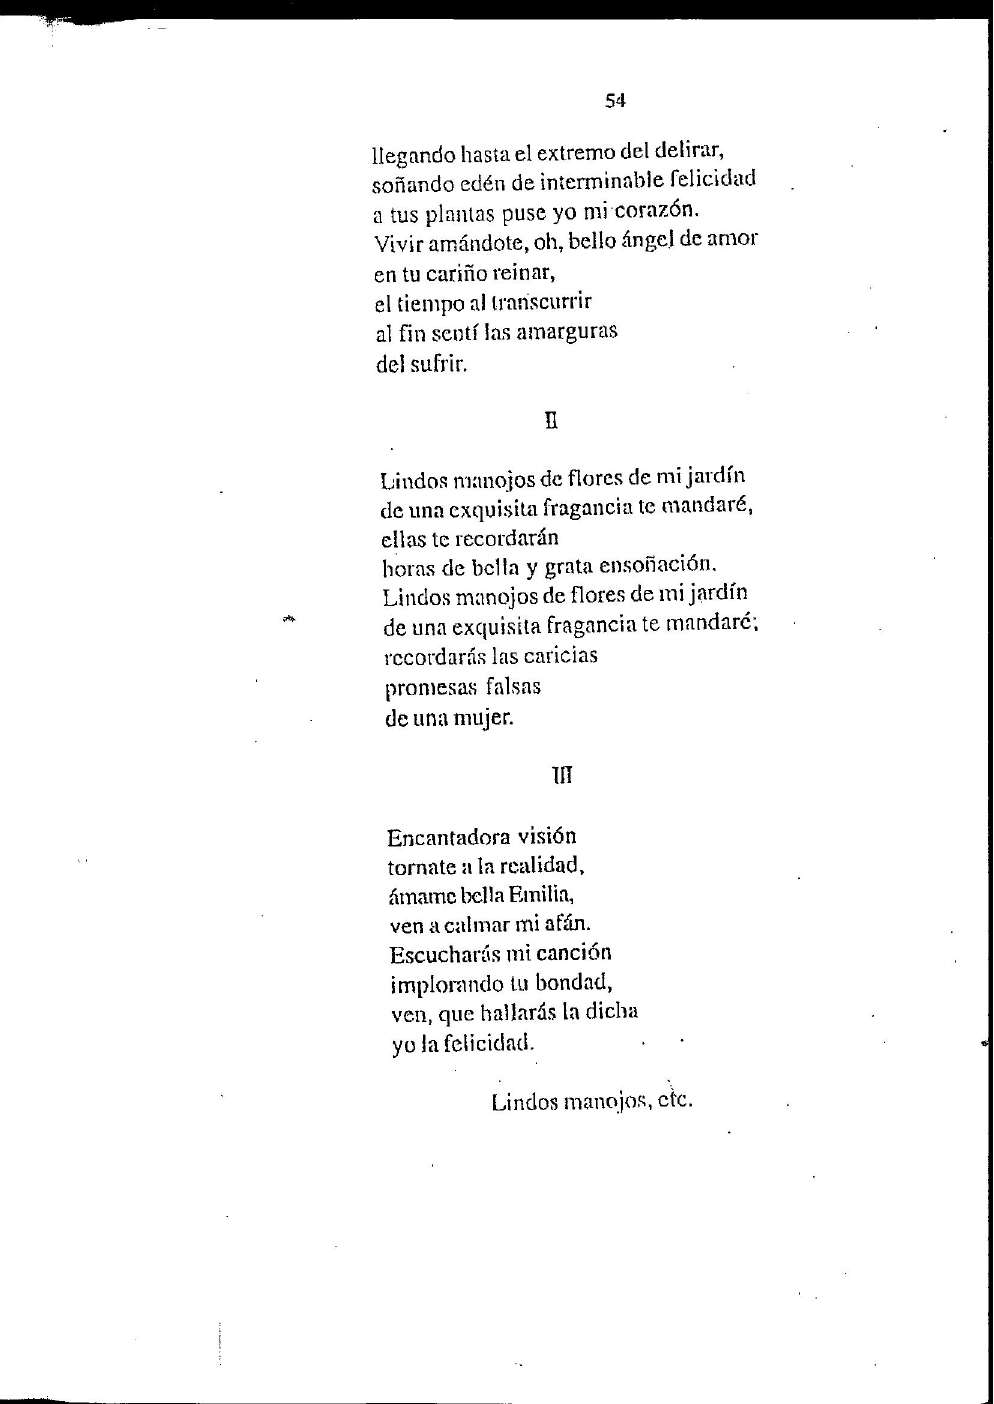 54
llegando hasta el extremo del delirar,
soñando edén de interminable felicidad
a tus plantas puse yo mi corazón.
Vivir amándote, oh, bello ángel de amor
en tu cariño reinar,
el tiempo al transcurrir
al fin sentí las amarguras
del sufrir.
II
Lindos manojos de flores de mi jardín
de una exquisita fragancia te mandaré,
ellas te recordarán
horas de bella y grata ensoñación.
Lindos manojos de flores de mi jardín
de una exquisita fragancia te mandaré;
recordarás las caricias
promesas falsas
de una mujer.
III
Encantadora visión
tornate a la realidad,
ámame bella Emilia,
ven a calmar mi afán.
Escucharás mi canción
implorando tu bondad,
ven, que hallarás la dicha
yo la felicidad.
Lindos manojos, etc.